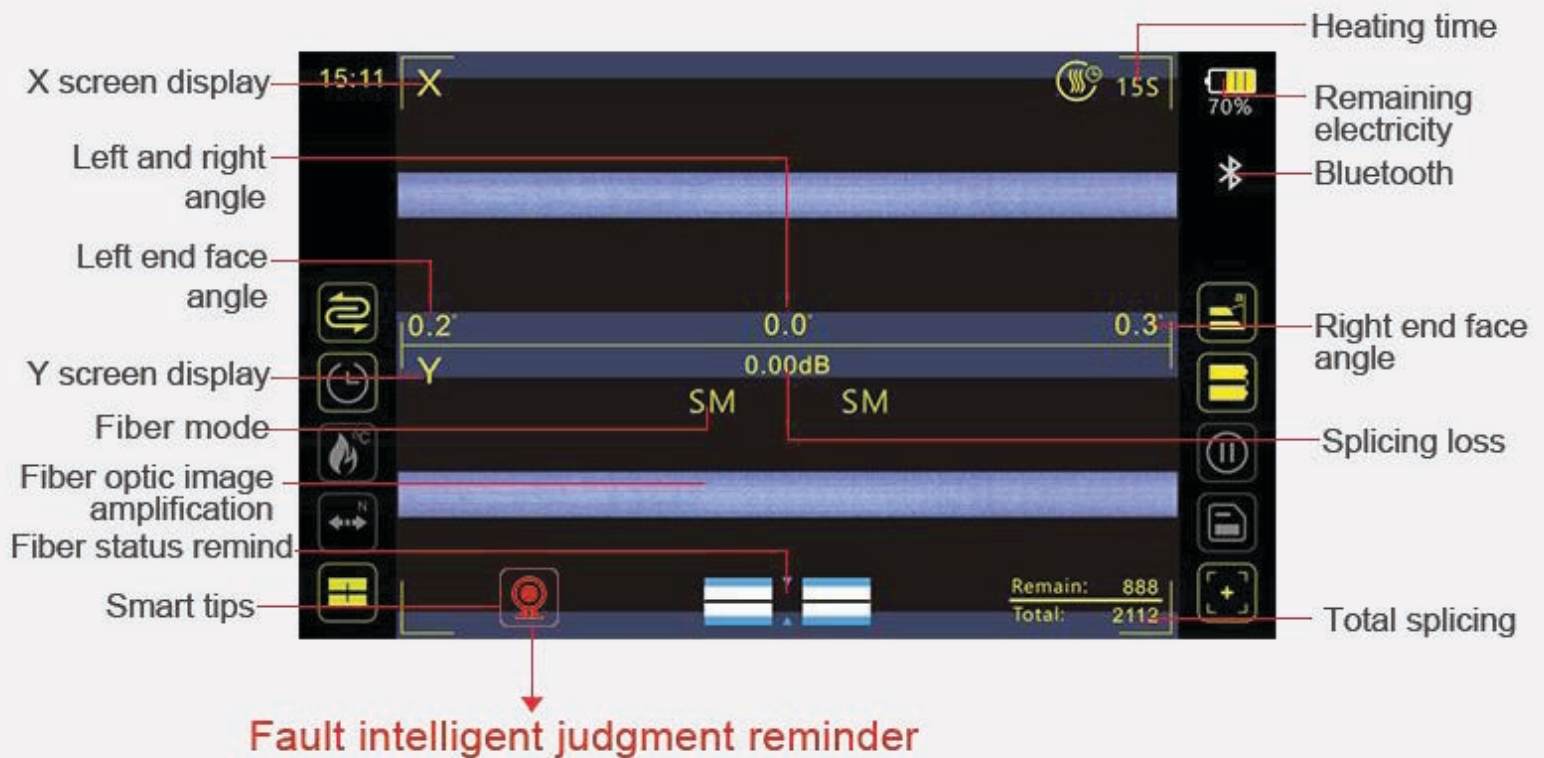 Heating time
X screen display
15:11
X
15S
70%
Remaining
electricity
Left and right
angle
Bluetooth
Left end face
angle
0.2°
0.0°
0.3°
a
Right end face
angle
Y screen display
Y
0.00dB
SM
SM
Fiber mode
°C
Splicing loss
Fiber optic image
amplification
N
Fiber status remind
Smart tips
Remain: 888
Total: 2112
Total splicing
Fault intelligent judgment reminder